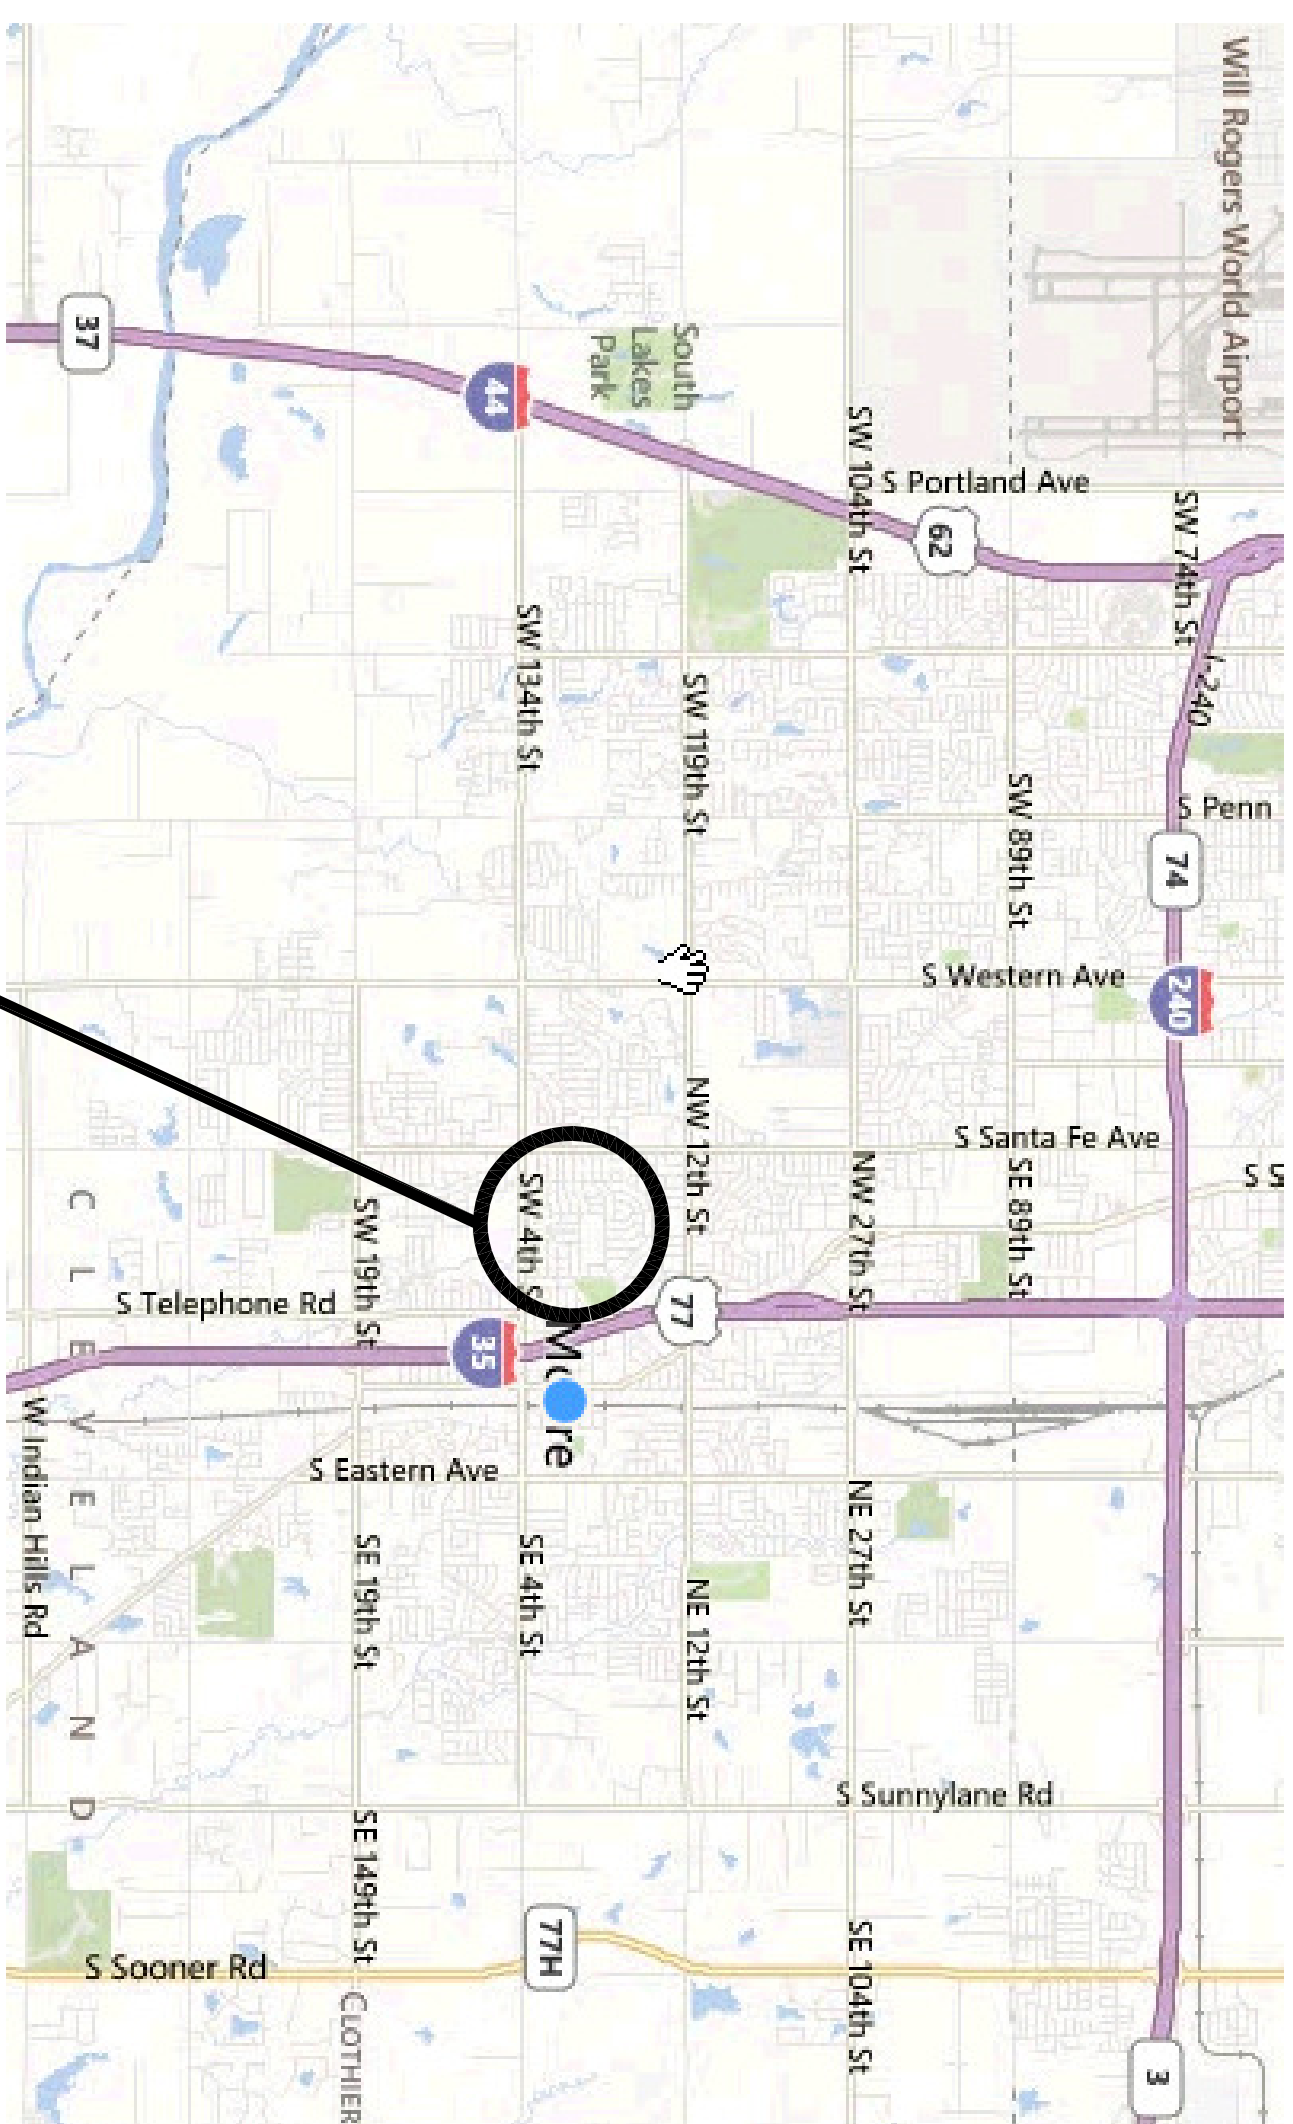 Will Rogers World Airport
37
44
South
Lakes
Park
SW 104th St
S Portland Ave
62
SW 74th St
I-240
SW 134th St
SW 119th St
S Penn
SW 89th St
74
S Western Ave
240
NW 12th St
S Santa Fe Ave
S S
SW 4th S
NW 27th St
SE 89th St
SW 19th St
S Telephone Rd
77
35
Moore
W Indian Hills Rd
CLEVELAND
S Eastern Ave
SE 19th St
SE 4th St
NE 27th St
NE 12th St
S Sunnylane Rd
SE 149th St
77H
SE 104th St
S Sooner Rd
CLOTHIER
3